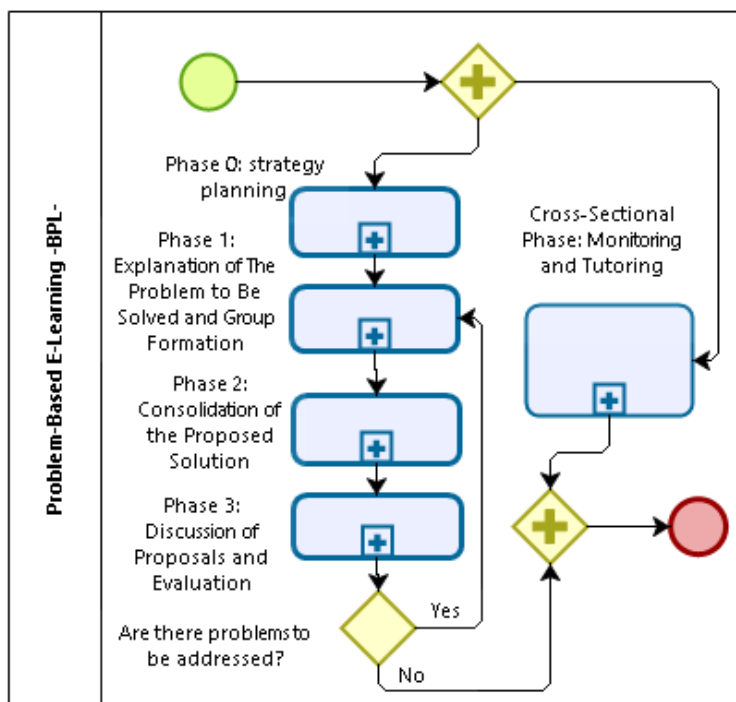 Problem-Based E-Learning -BPL-
Phase 0: strategy
planning
Phase 1:
Explanation of The
Problem to Be
Solved and Group
Formation
Phase 2:
Consolidation of
the Proposed
Solution
Phase 3:
Discussion of
Proposals and
Evaluation
Are there problems to
be addressed?
Yes
No
Cross-Sectional
Phase: Monitoring
and Tutoring